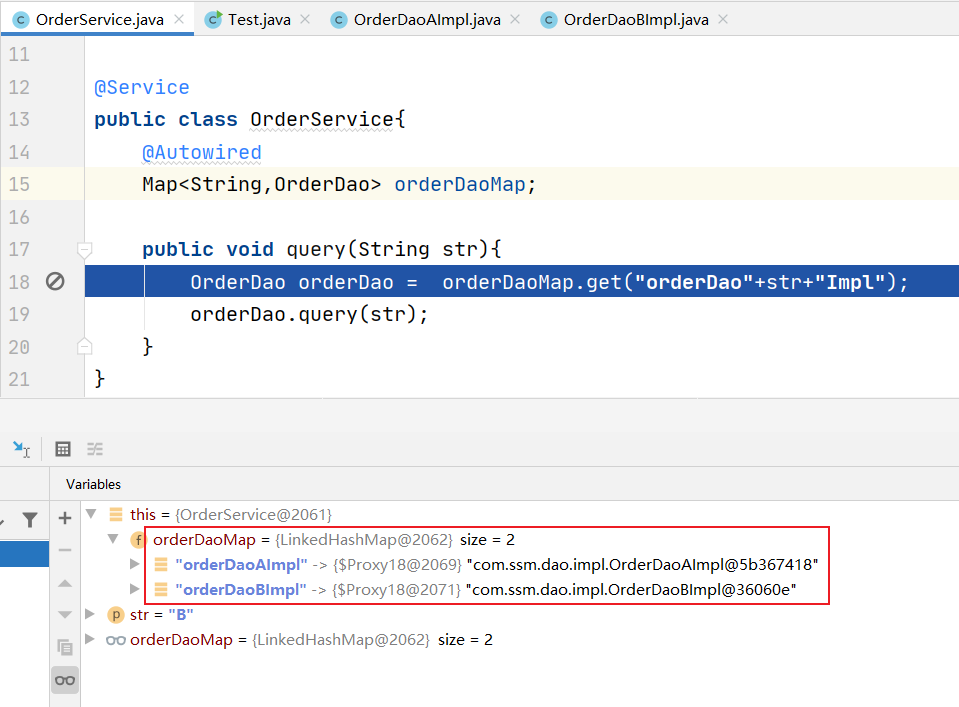 OrderService.java Test.java OrderDaoAImpl.java OrderDaoBImpl.java
11
12 @Service
13 public class OrderService{
14 @Autowired
15 Map<String,OrderDao> orderDaoMap;
16
17 public void query(String str){
18 OrderDao orderDao =  orderDaoMap.get("orderDao"+str+"Impl");
19 orderDao.query(str);
20 }
21 }
Variables
this = {OrderService@2061}
f orderDaoMap = {LinkedHashMap@2062} size = 2
"orderDaoAImpl" -> {$Proxy18@2069} "com.ssm.dao.impl.OrderDaoAImpl@5b367418"
"orderDaoBImpl" -> {$Proxy18@2071} "com.ssm.dao.impl.OrderDaoBImpl@36060e"
p str = "B"
orderDaoMap = {LinkedHashMap@2062} size = 2